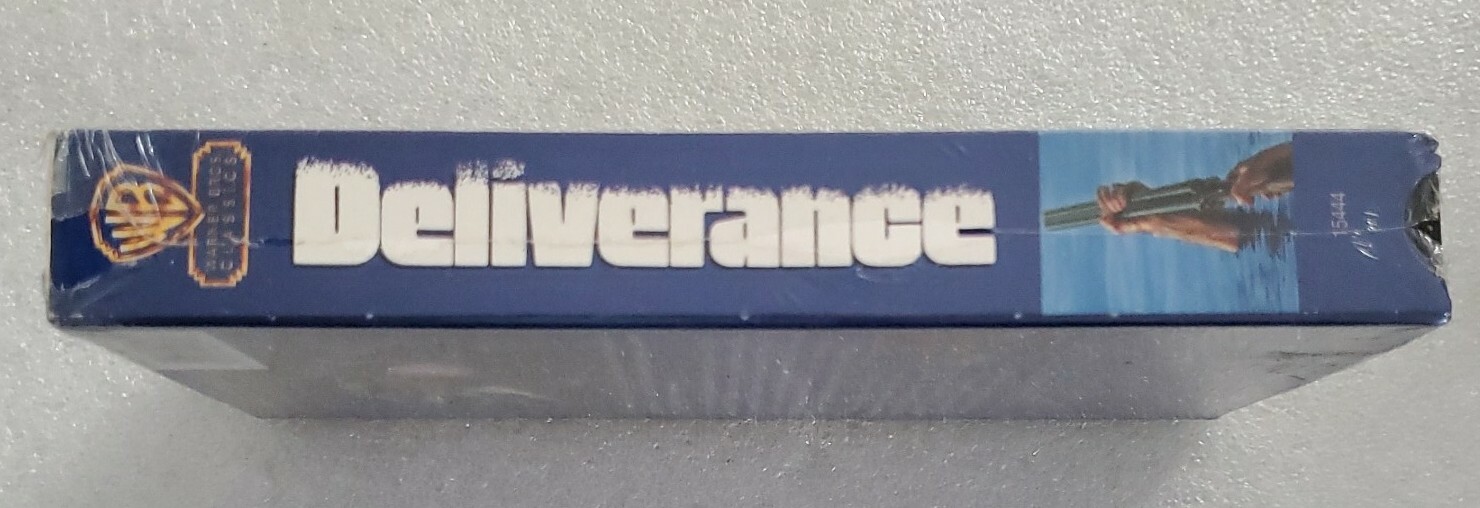 WB
WARNER BROS.
CLASSICS
Deliverance
15444